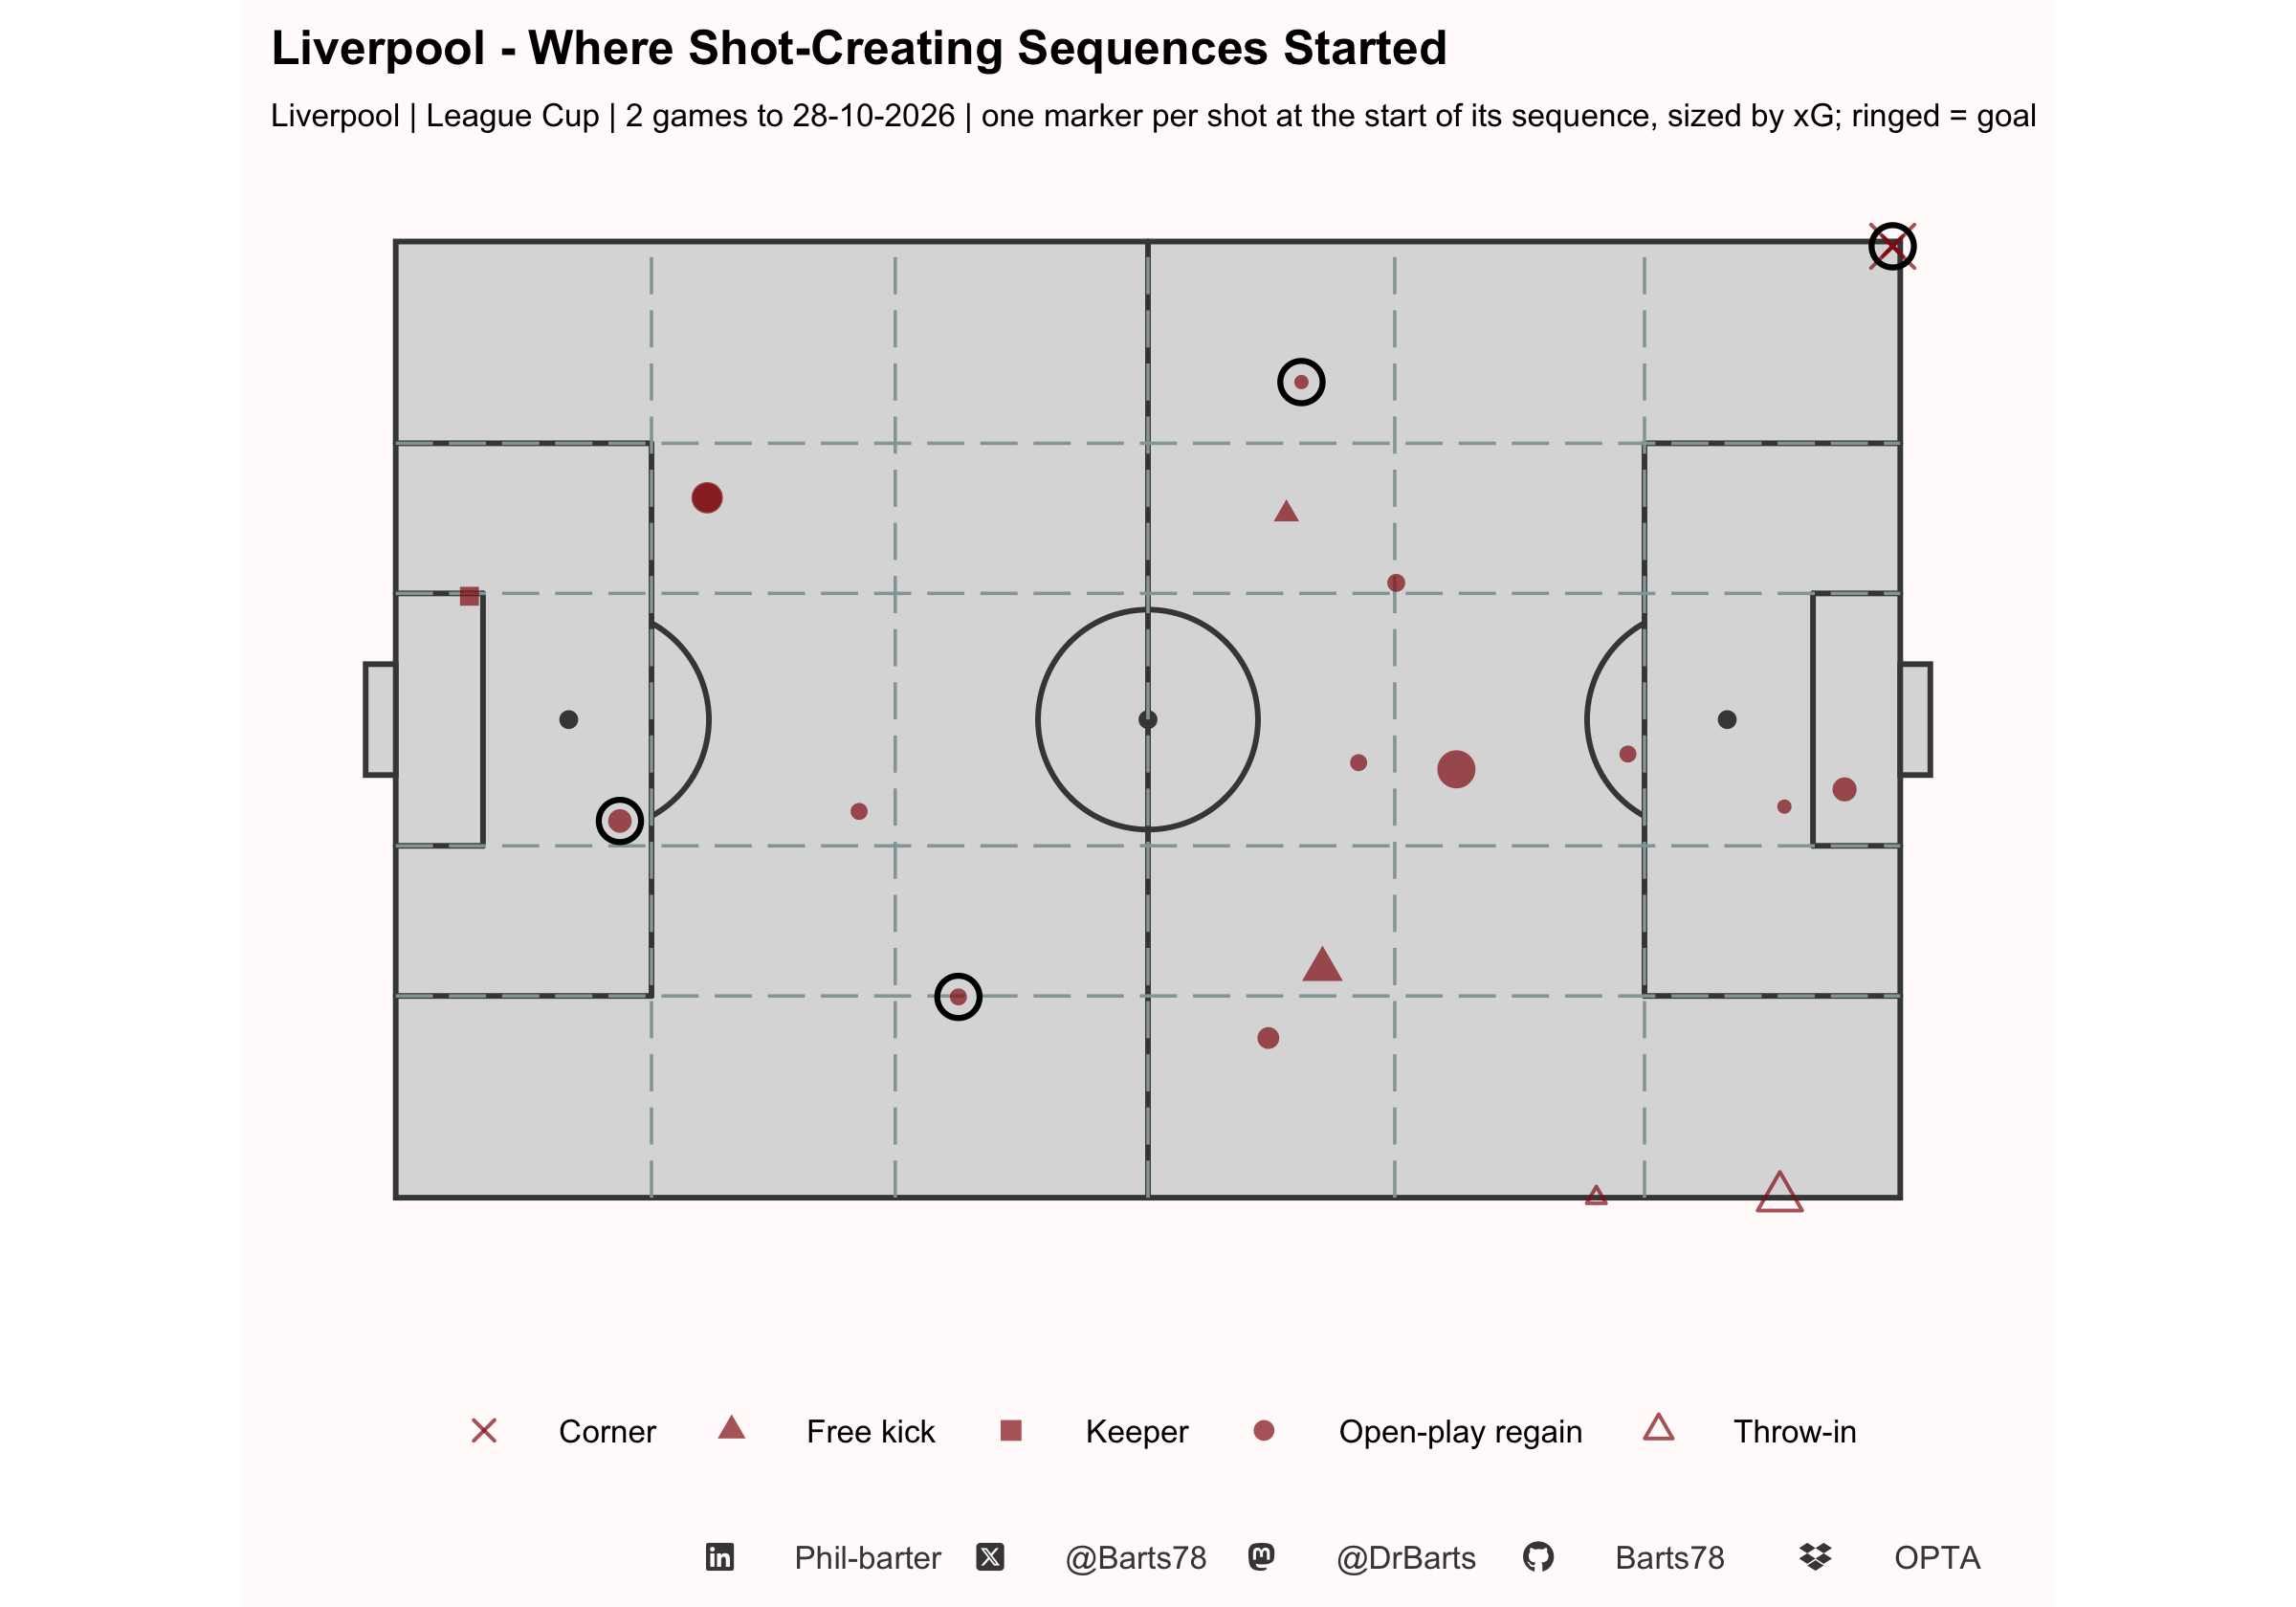 Liverpool - Where Shot-Creating Sequences Started
Liverpool | League Cup | 2 games to 28-10-2026 | one marker per shot at the start of its sequence, sized by xG; ringed = goal
Corner Free kick Keeper Open-play regain Throw-in
Phil-barter @Barts78 @DrBarts Barts78 OPTA